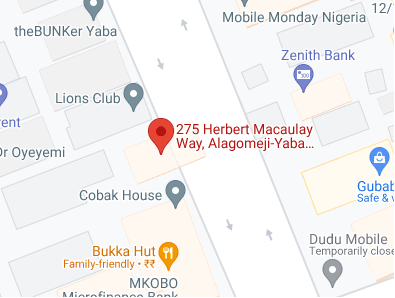 Mobile Monday Nigeria
12/
theBUNKer Yaba
Zenith Bank
Lions Club
rent
275 Herbert Macaulay
Way, Alagomeji-Yaba...
Dr Oyeyemi
Gubab
Safe & v
Cobak House
Bukka Hut
Family-friendly • ₹₹
Dudu Mobile
Temporarily close
MKOBO
Microfinance Bank